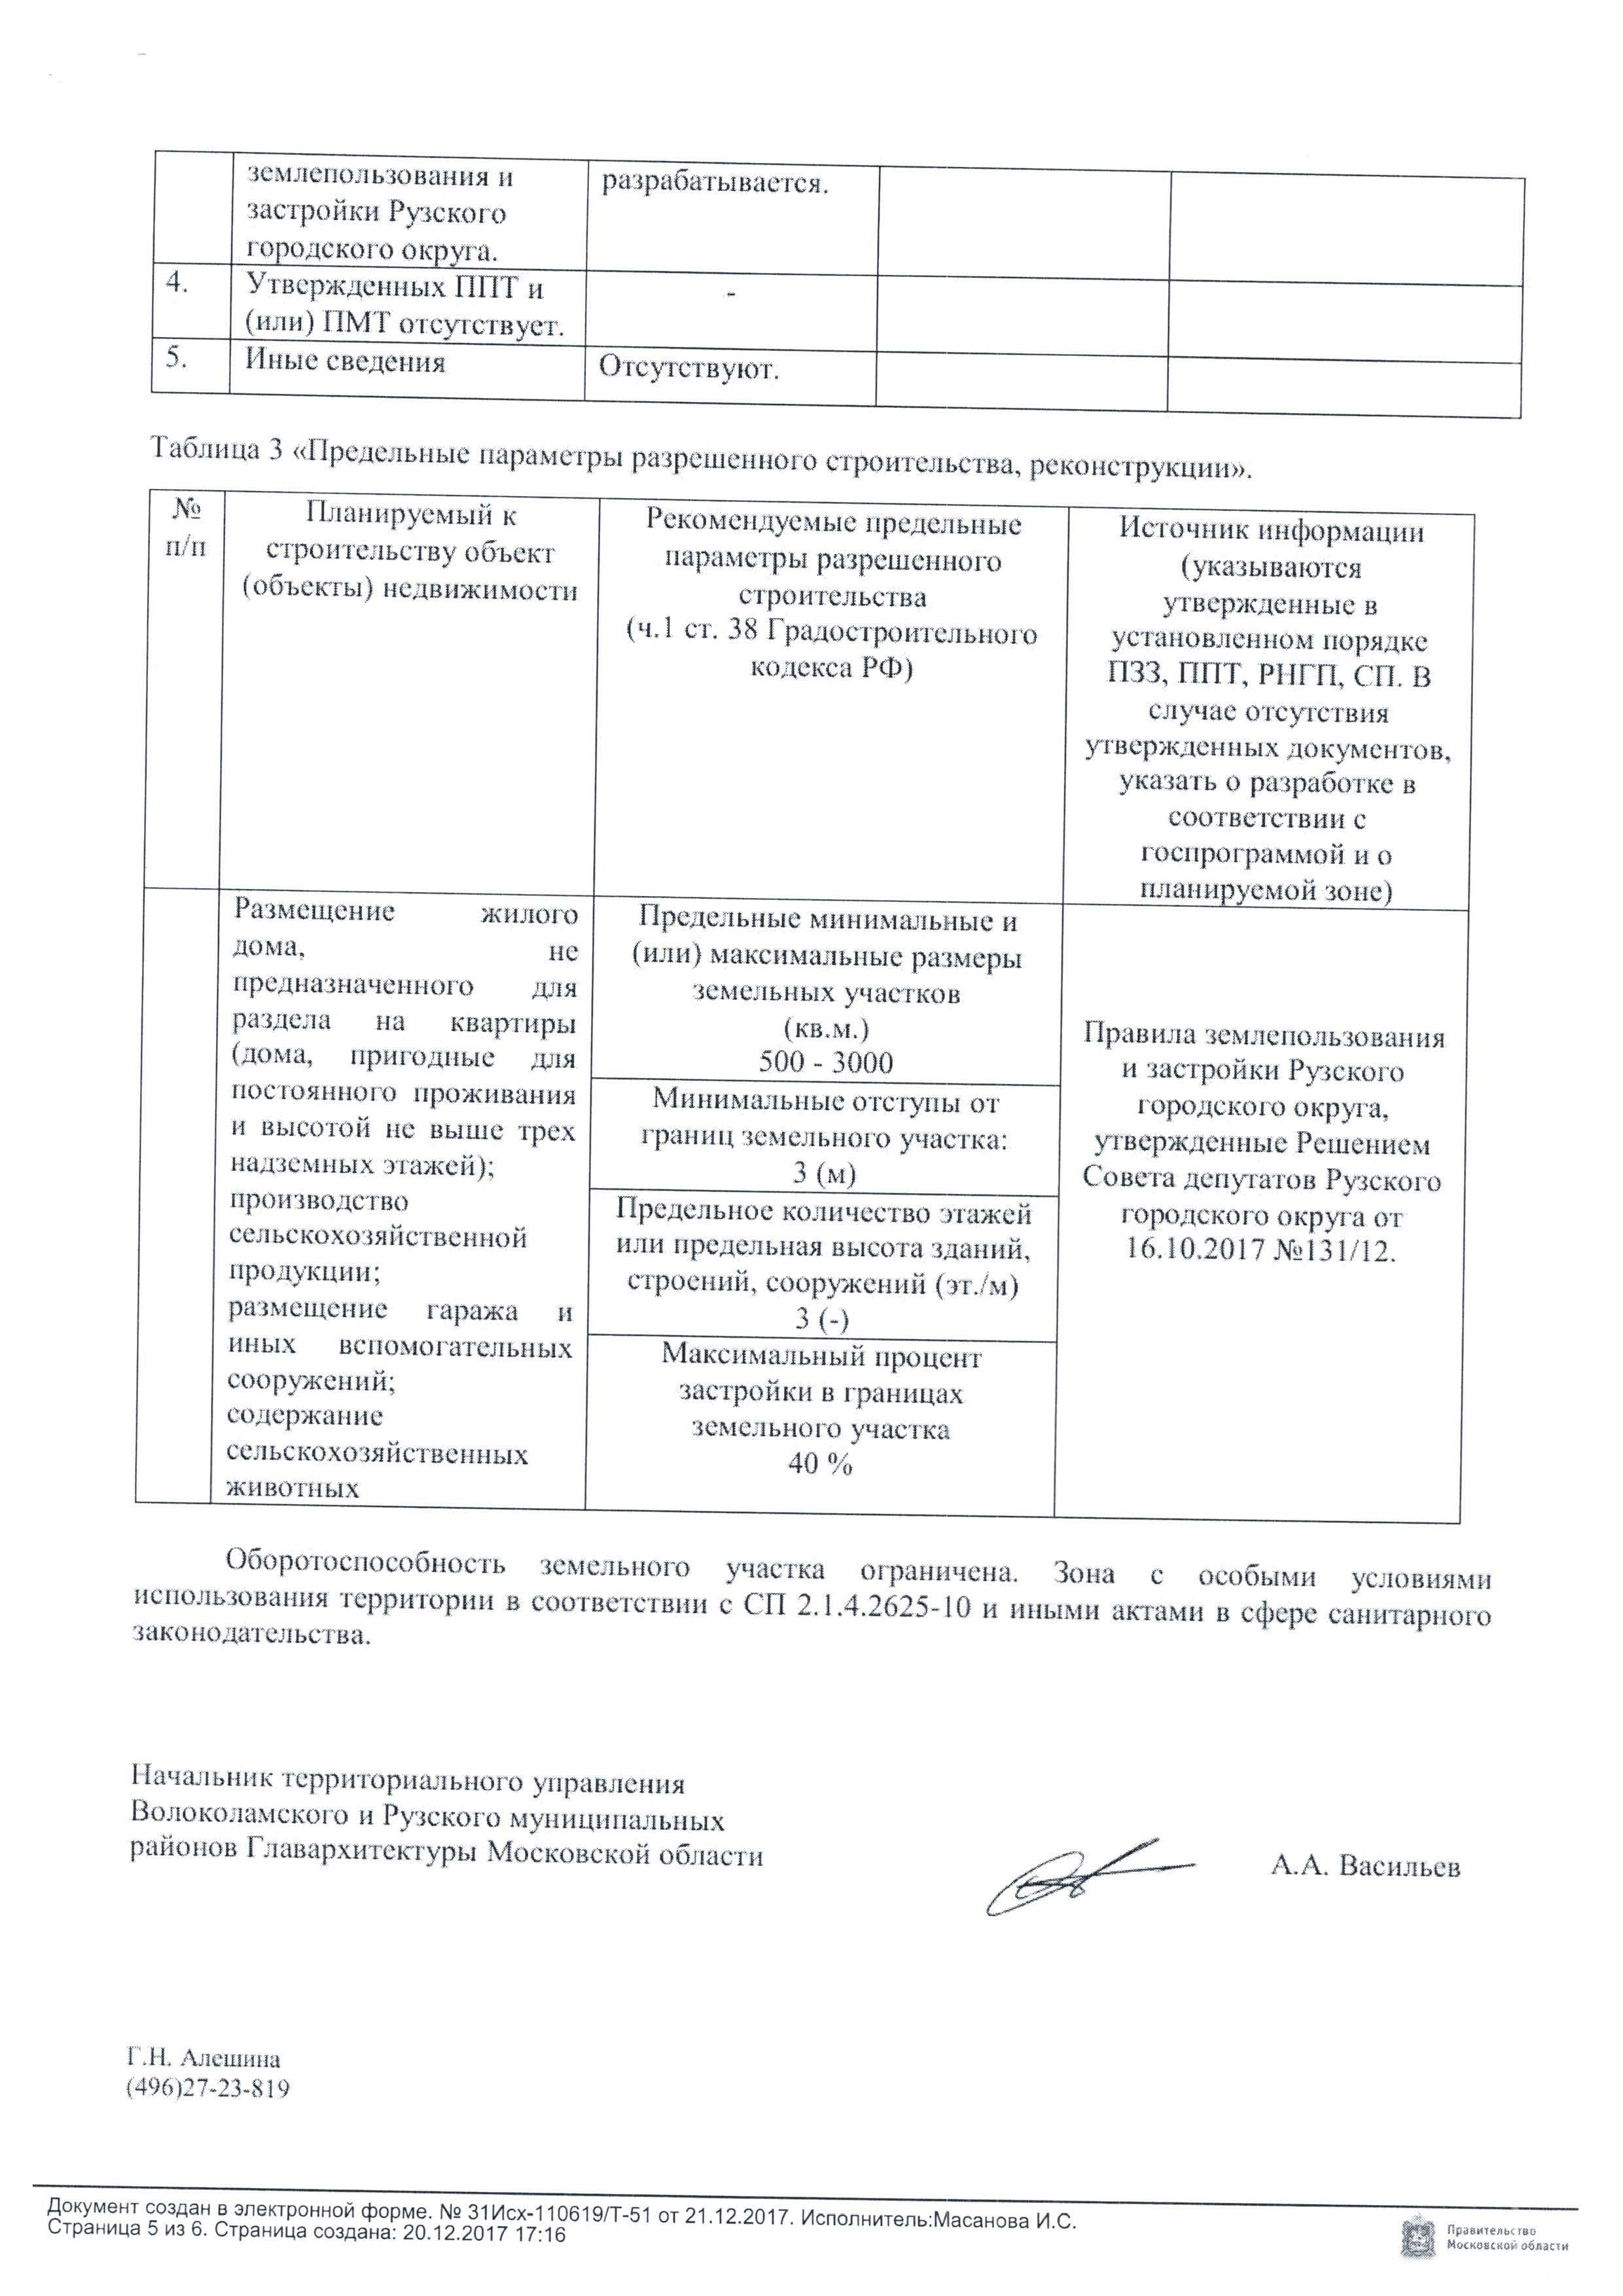 землепользования и
застройки Рузского
городского округа.
разрабатывается.
4.
Утвержденных ППТ и
(или) ПМТ отсутствует.
-
5.
Иные сведения
Отсутствуют.
Таблица 3 «Предельные параметры разрешенного строительства, реконструкции».
№
п/п
Планируемый к
строительству объект
(объекты) недвижимости
Рекомендуемые предельные
параметры разрешенного
строительства
(ч.1 ст. 38 Градостроительного
кодекса РФ)
Источник информации
(указываются
утвержденные в
установленном порядке
ПЗЗ, ППТ, РНГП, СП. В
случае отсутствия
утвержденных документов,
указать о разработке в
соответствии с
госпрограммой и о
планируемой зоне)
Размещение жилого
дома, не
предназначенного для
раздела на квартиры
(дома, пригодные для
постоянного проживания
и высотой не выше трех
надземных этажей);
производство
сельскохозяйственной
продукции;
размещение гаража и
иных вспомогательных
сооружений;
содержание
сельскохозяйственных
животных
Предельные минимальные и
(или) максимальные размеры
земельных участков
(кв.м.)
500 - 3000
Минимальные отступы от
границ земельного участка:
3 (м)
Предельное количество этажей
или предельная высота зданий,
строений, сооружений (эт./м)
3 (-)
Максимальный процент
застройки в границах
земельного участка
40 %
Правила землепользования
и застройки Рузского
городского округа,
утвержденные Решением
Совета депутатов Рузского
городского округа от
16.10.2017 №131/12.
Оборотоспособность земельного участка ограничена. Зона с особыми условиями
использования территории в соответствии с СП 2.1.4.2625-10 и иными актами в сфере санитарного
законодательства.
Начальник территориального управления
Волоколамского и Рузского муниципальных
районов Главархитектуры Московской области
А.А. Васильев
Г.Н. Алешина
(496)27-23-819
Документ создан в электронной форме. № 31Исх-110619/Т-51 от 21.12.2017. Исполнитель:Масанова И.С.
Страница 5 из 6. Страница создана: 20.12.2017 17:16
Правительство
Московской области